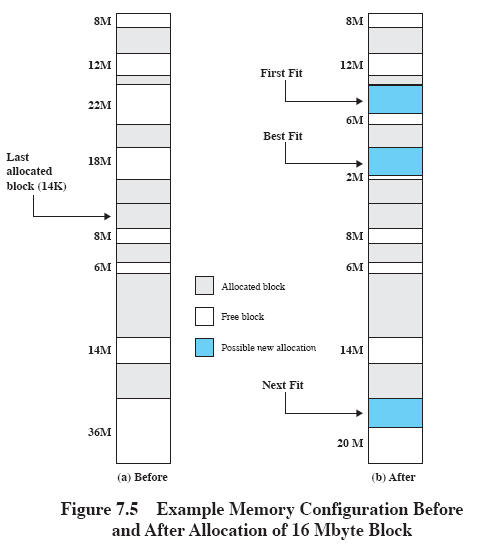 8M
12M
22M
18M
Last
allocated
block (14K)
8M
6M
14M
36M
(a) Before
Allocated block
Free block
Possible new allocation
8M
12M
First Fit
6M
Best Fit
2M
8M
6M
14M
Next Fit
20 M
(b) After
Figure 7.5 Example Memory Configuration Before
and After Allocation of 16 Mbyte Block